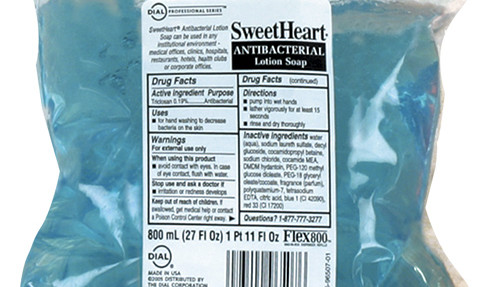 DIAL PROFESSIONAL SERIES™
SweetHeart® Antibacterial Lotion
Soap can be used in any
institutional environment -
medical offices, clinics, hospitals,
restaurants, hotels, health clubs
or corporate offices.
SweetHeart®
ANTIBACTERIAL
Lotion Soap
Drug Facts
Active Ingredient Purpose
Triclosan Antibacterial
Uses
■ for hand washing to decrease
bacteria on the skin
Warnings
For external use only
When using this product
■ avoid contact with eyes. In case
of eye contact, flush with water.
Stop use and ask a doctor if
■ irritation or redness develops
Keep out of reach of children. If
swallowed, get medical help or contact
a Poison Control Center right away. ▶
Drug Facts (continued)
Directions
■ pump into wet hands
■ lather vigorously for at least 15
seconds
■ rinse and dry thoroughly
Inactive Ingredients water
(aqua), sodium laureth sulfate, decyl
glucoside, cocamidopropyl betaine,
sodium chloride, cocamide MEA,
DMDM hydantoin, PEG-120 methyl
glucose dioleate, PEG-18 glyceryl
oleate/cocoate, fragrance (parfum),
polyquaternium-7, tetrasodium
EDTA, citric acid, blue 1 (CI 42090),
red 33 (CI 17200)
Questions? 1-877-777-3277
800 mL (27 Fl Oz) 1 Pt 11 Fl Oz Flex800™
DIAL
MADE IN USA
©2005 DISTRIBUTED BY
THE DIAL CORPORATION
96507-01